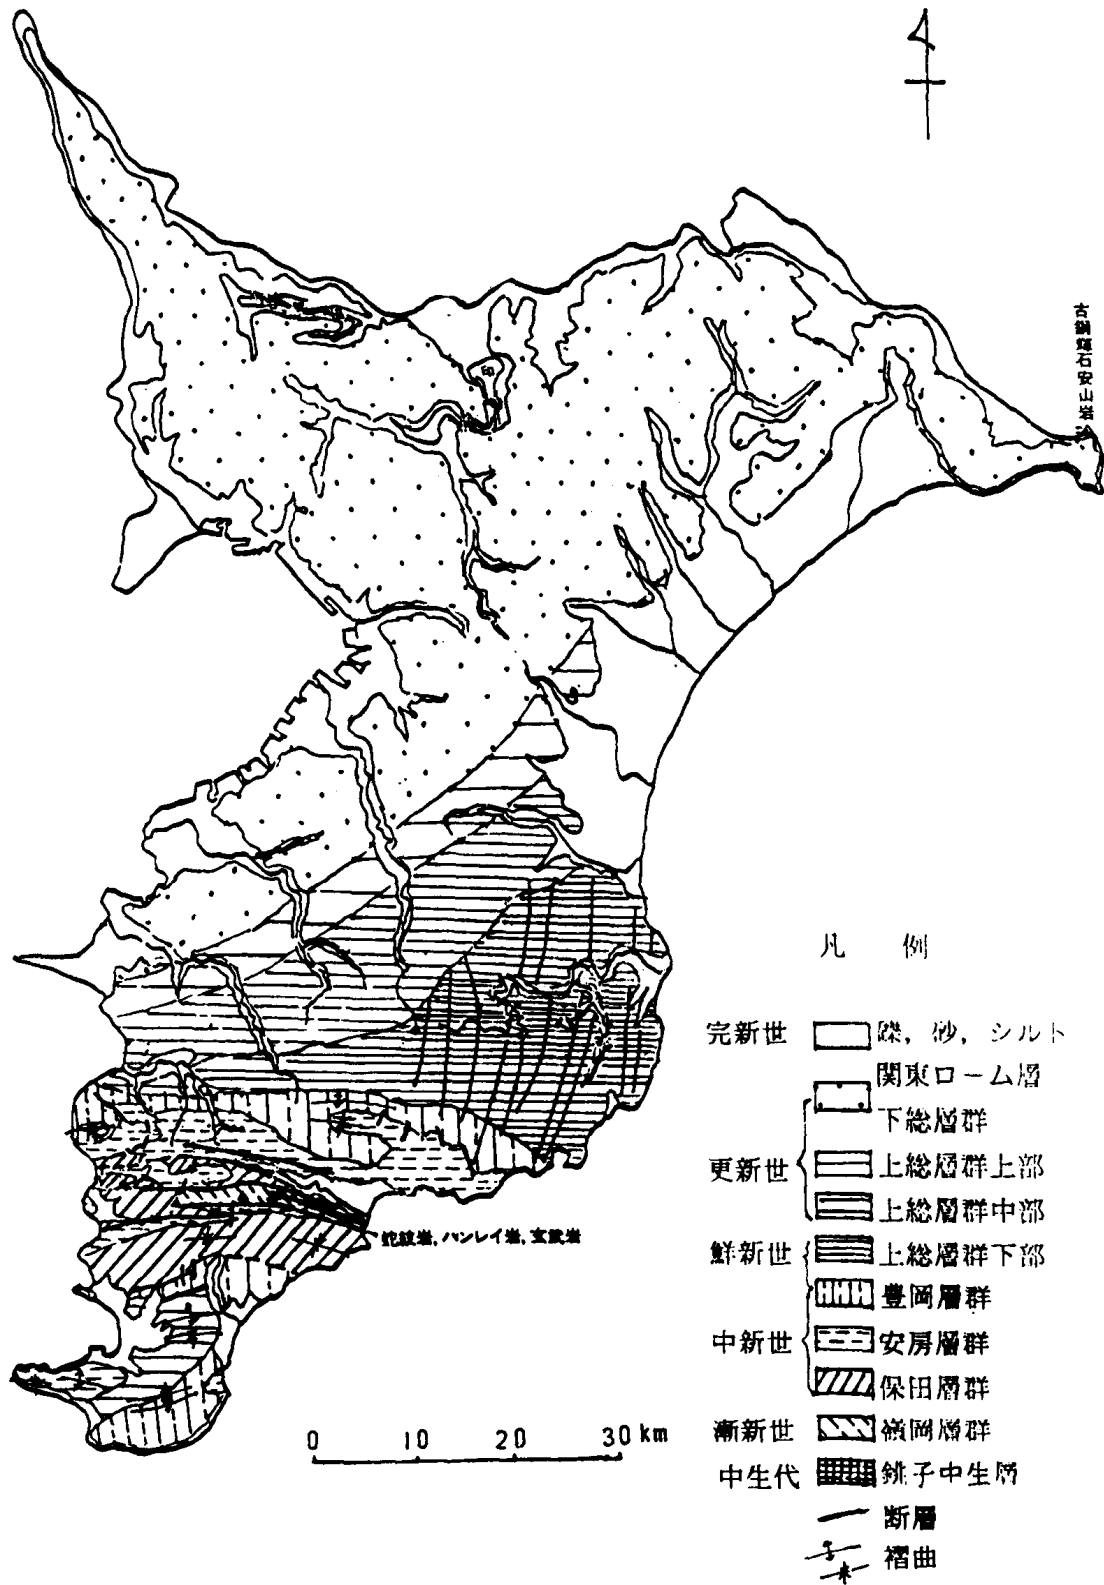 古銅輝石安山岩
印
蛇紋岩，ハンレイ岩，玄武岩
凡 例
完新世 礫，砂，シルト
関東ローム層
下総層群
更新世 上総層群上部
上総層群中部
鮮新世 上総層群下部
豊岡層群
中新世 安房層群
保田層群
漸新世 嶺岡層群
中生代 銚子中生層
断層
褶曲
0 10 20 30 km